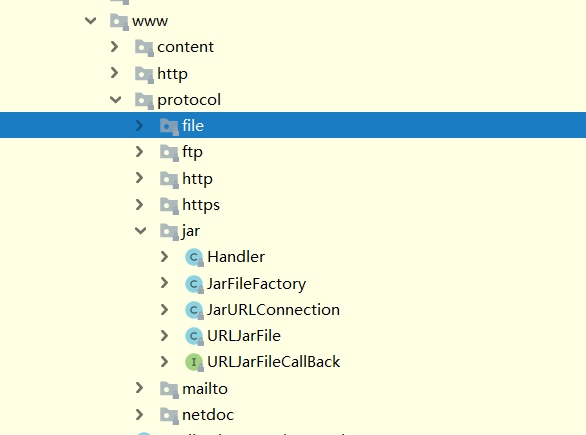 www
content
http
protocol
file
ftp
http
https
jar
Handler
JarFileFactory
JarURLConnection
URLJarFile
URLJarFileCallBack
mailto
netdoc